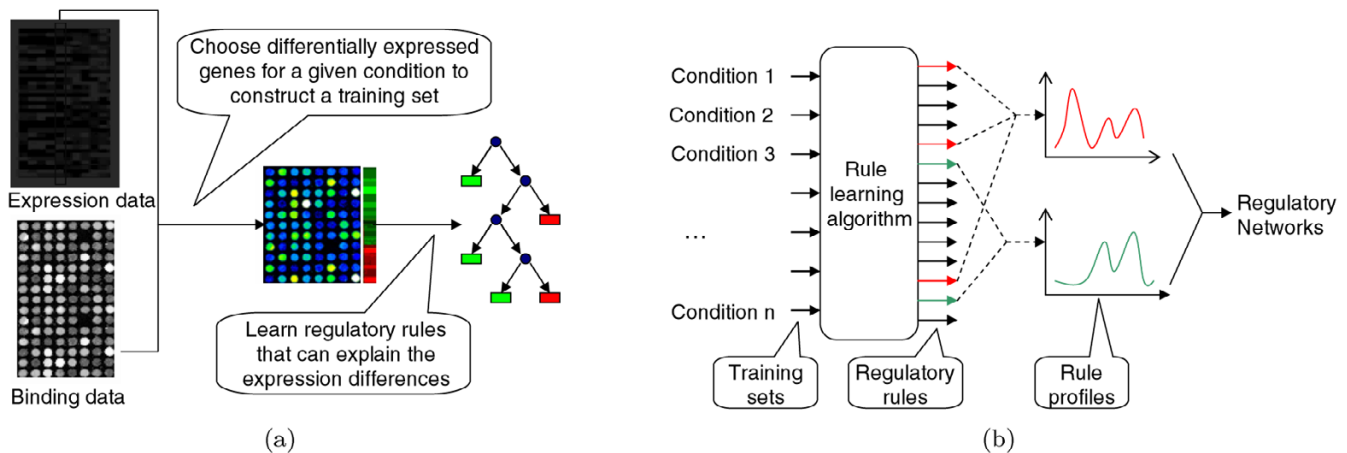 Choose differentially expressed
genes for a given condition to
construct a training set
Expression data
Binding data
Learn regulatory rules
that can explain the
expression differences
(a)
Condition 1
Condition 2
Condition 3
...
Condition n
Rule
learning
algorithm
Training
sets
Regulatory
rules
Rule
profiles
Regulatory
Networks
(b)